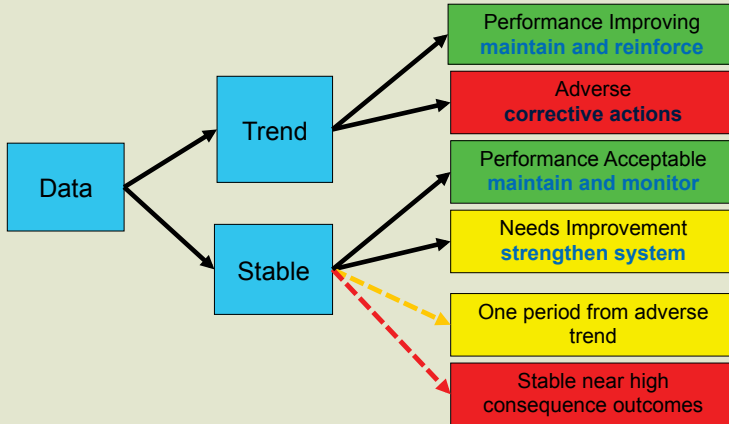 Data
Trend
Stable
Performance Improving
maintain and reinforce
Adverse
corrective actions
Performance Acceptable
maintain and monitor
Needs Improvement
strengthen system
One period from adverse
trend
Stable near high
consequence outcomes